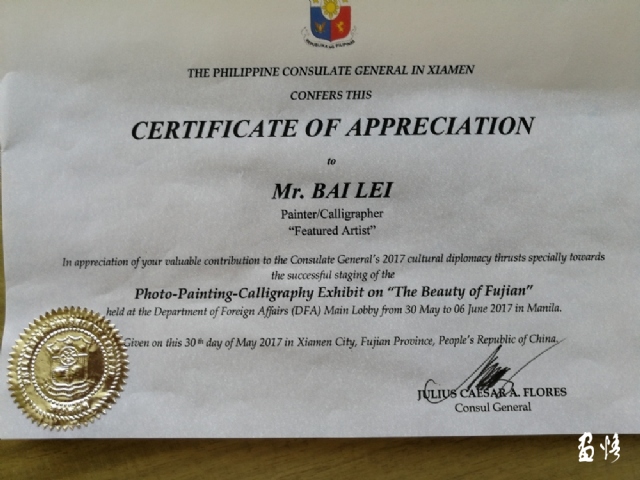 THE PHILIPPINE CONSULATE GENERAL IN XIAMEN
CONFERS THIS
CERTIFICATE OF APPRECIATION
to
Mr. BAI LEI
Painter/Calligrapher
“Featured Artist”
In appreciation of your valuable contribution to the Consulate General's 2017 cultural diplomacy thrusts specially towards
the successful staging of the
Photo-Painting-Calligraphy Exhibit on “The Beauty of Fujian”
held at the Department of Foreign Affairs (DFA) Main Lobby from 30 May to 06 June 2017 in Manila.
Given on this 30th day of May 2017 in Xiamen City, Fujian Province, People's Republic of China.
JULIUS CAESAR A. FLORES
Consul General